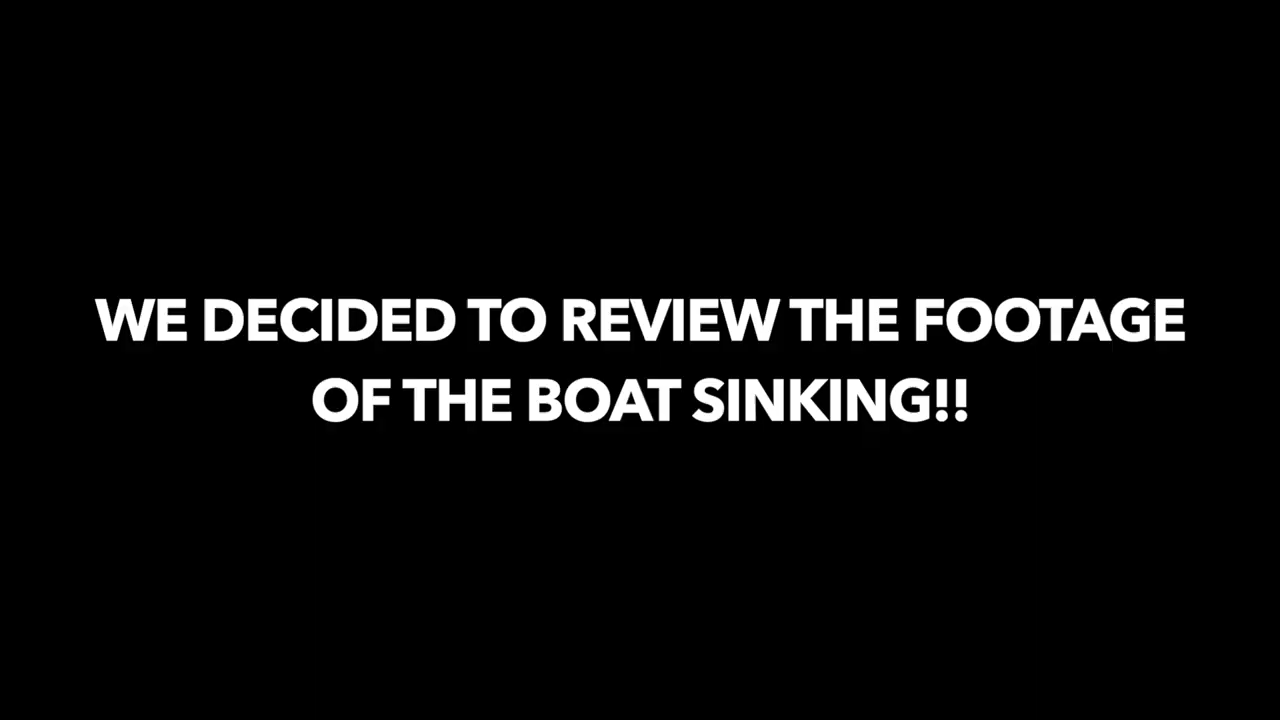 WE DECIDED TO REVIEW THE FOOTAGE
OF THE BOAT SINKING!!